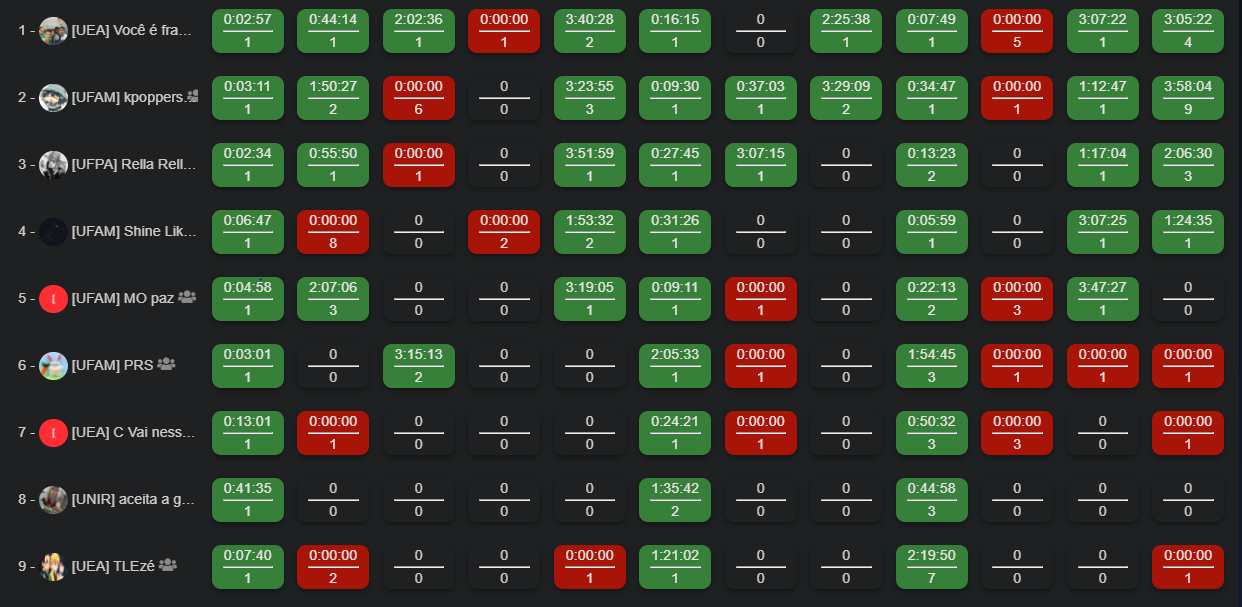 1 - [UEA] Você é fra... 0:02:57 0:44:14 2:02:36 0:00:00 3:40:28 0:16:15 0 2:25:38 0:07:49 0:00:00 3:07:22 3:05:22
1 1 1 1 2 1 0 1 1 5 1 4
2 - [UFAM] kpoppers. 0:03:11 1:50:27 0:00:00 0 3:23:55 0:09:30 0:37:03 3:29:09 0:34:47 0:00:00 1:12:47 3:58:04
1 2 6 0 3 1 1 2 1 1 1 9
3 - [UFPA] Rella Rell... 0:02:34 0:55:50 0:00:00 0 3:51:59 0:27:45 3:07:15 0 0:13:23 0 1:17:04 2:06:30
1 1 1 0 1 1 1 0 2 0 1 3
4 - [UFAM] Shine Lik... 0:06:47 0:00:00 0 0:00:00 1:53:32 0:31:26 0 0 0:05:59 0 3:07:25 1:24:35
1 8 0 2 2 1 0 0 1 0 1 1
5 - [UFAM] MO paz 0:04:58 2:07:06 0 0 3:19:05 0:09:11 0:00:00 0 0:22:13 0:00:00 3:47:27 0
1 3 0 0 1 1 1 0 2 3 1 0
6 - [UFAM] PRS 0:03:01 0 3:15:13 0 0 2:05:33 0:00:00 0 1:54:45 0:00:00 0:00:00 0:00:00
1 0 2 0 0 1 1 0 3 1 1 1
7 - [UEA] C Vai ness... 0:13:01 0:00:00 0 0 0 0:24:21 0:00:00 0 0:50:32 0:00:00 0 0:00:00
1 1 0 0 0 1 1 0 3 3 0 1
8 - [UNIR] aceita a g... 0:41:35 0 0 0 0 1:35:42 0 0 0:44:58 0 0 0
1 0 0 0 0 2 0 0 3 0 0 0
9 - [UEA] TLEzé 0:07:40 0:00:00 0 0 0:00:00 1:21:02 0 0 2:19:50 0 0 0:00:00
1 2 0 0 1 1 0 0 7 0 0 1